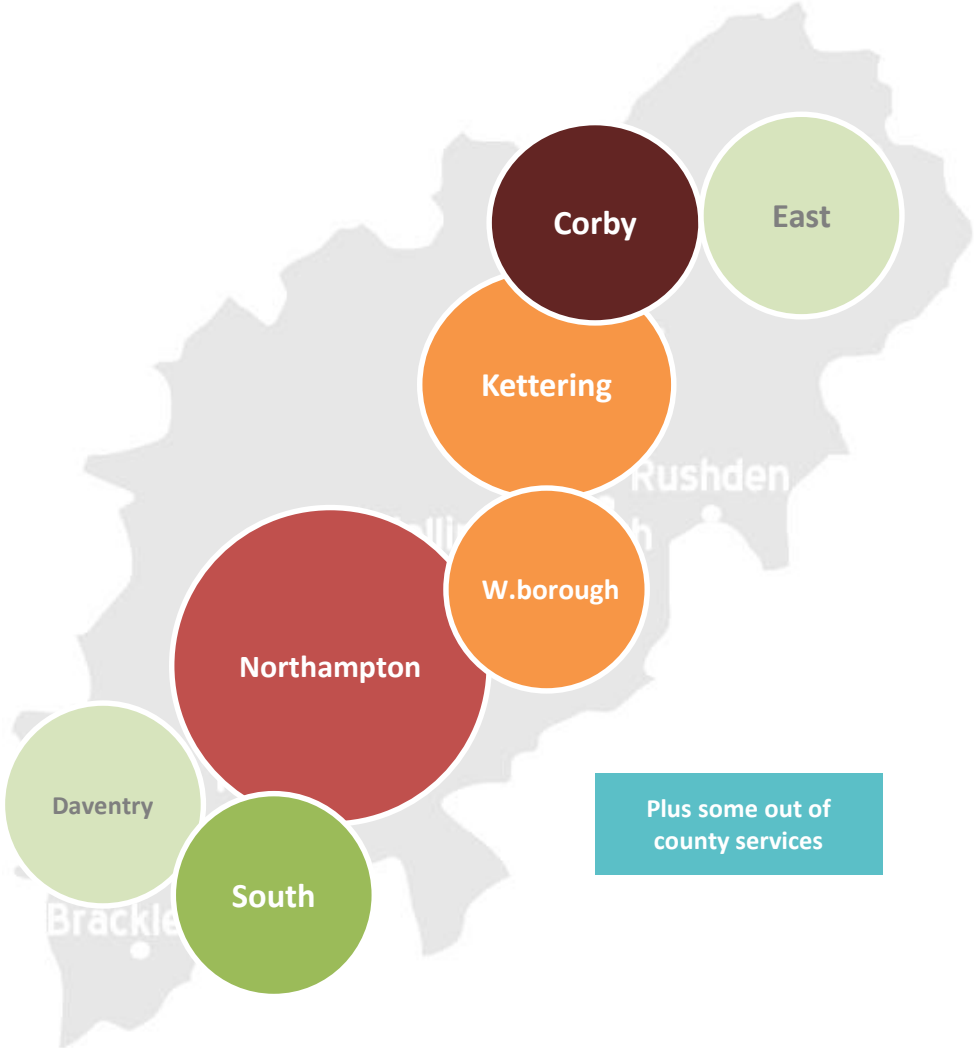 Corby
East
Kettering
Rushden
W.borough
Northampton
Daventry
Plus some out of
county services
South